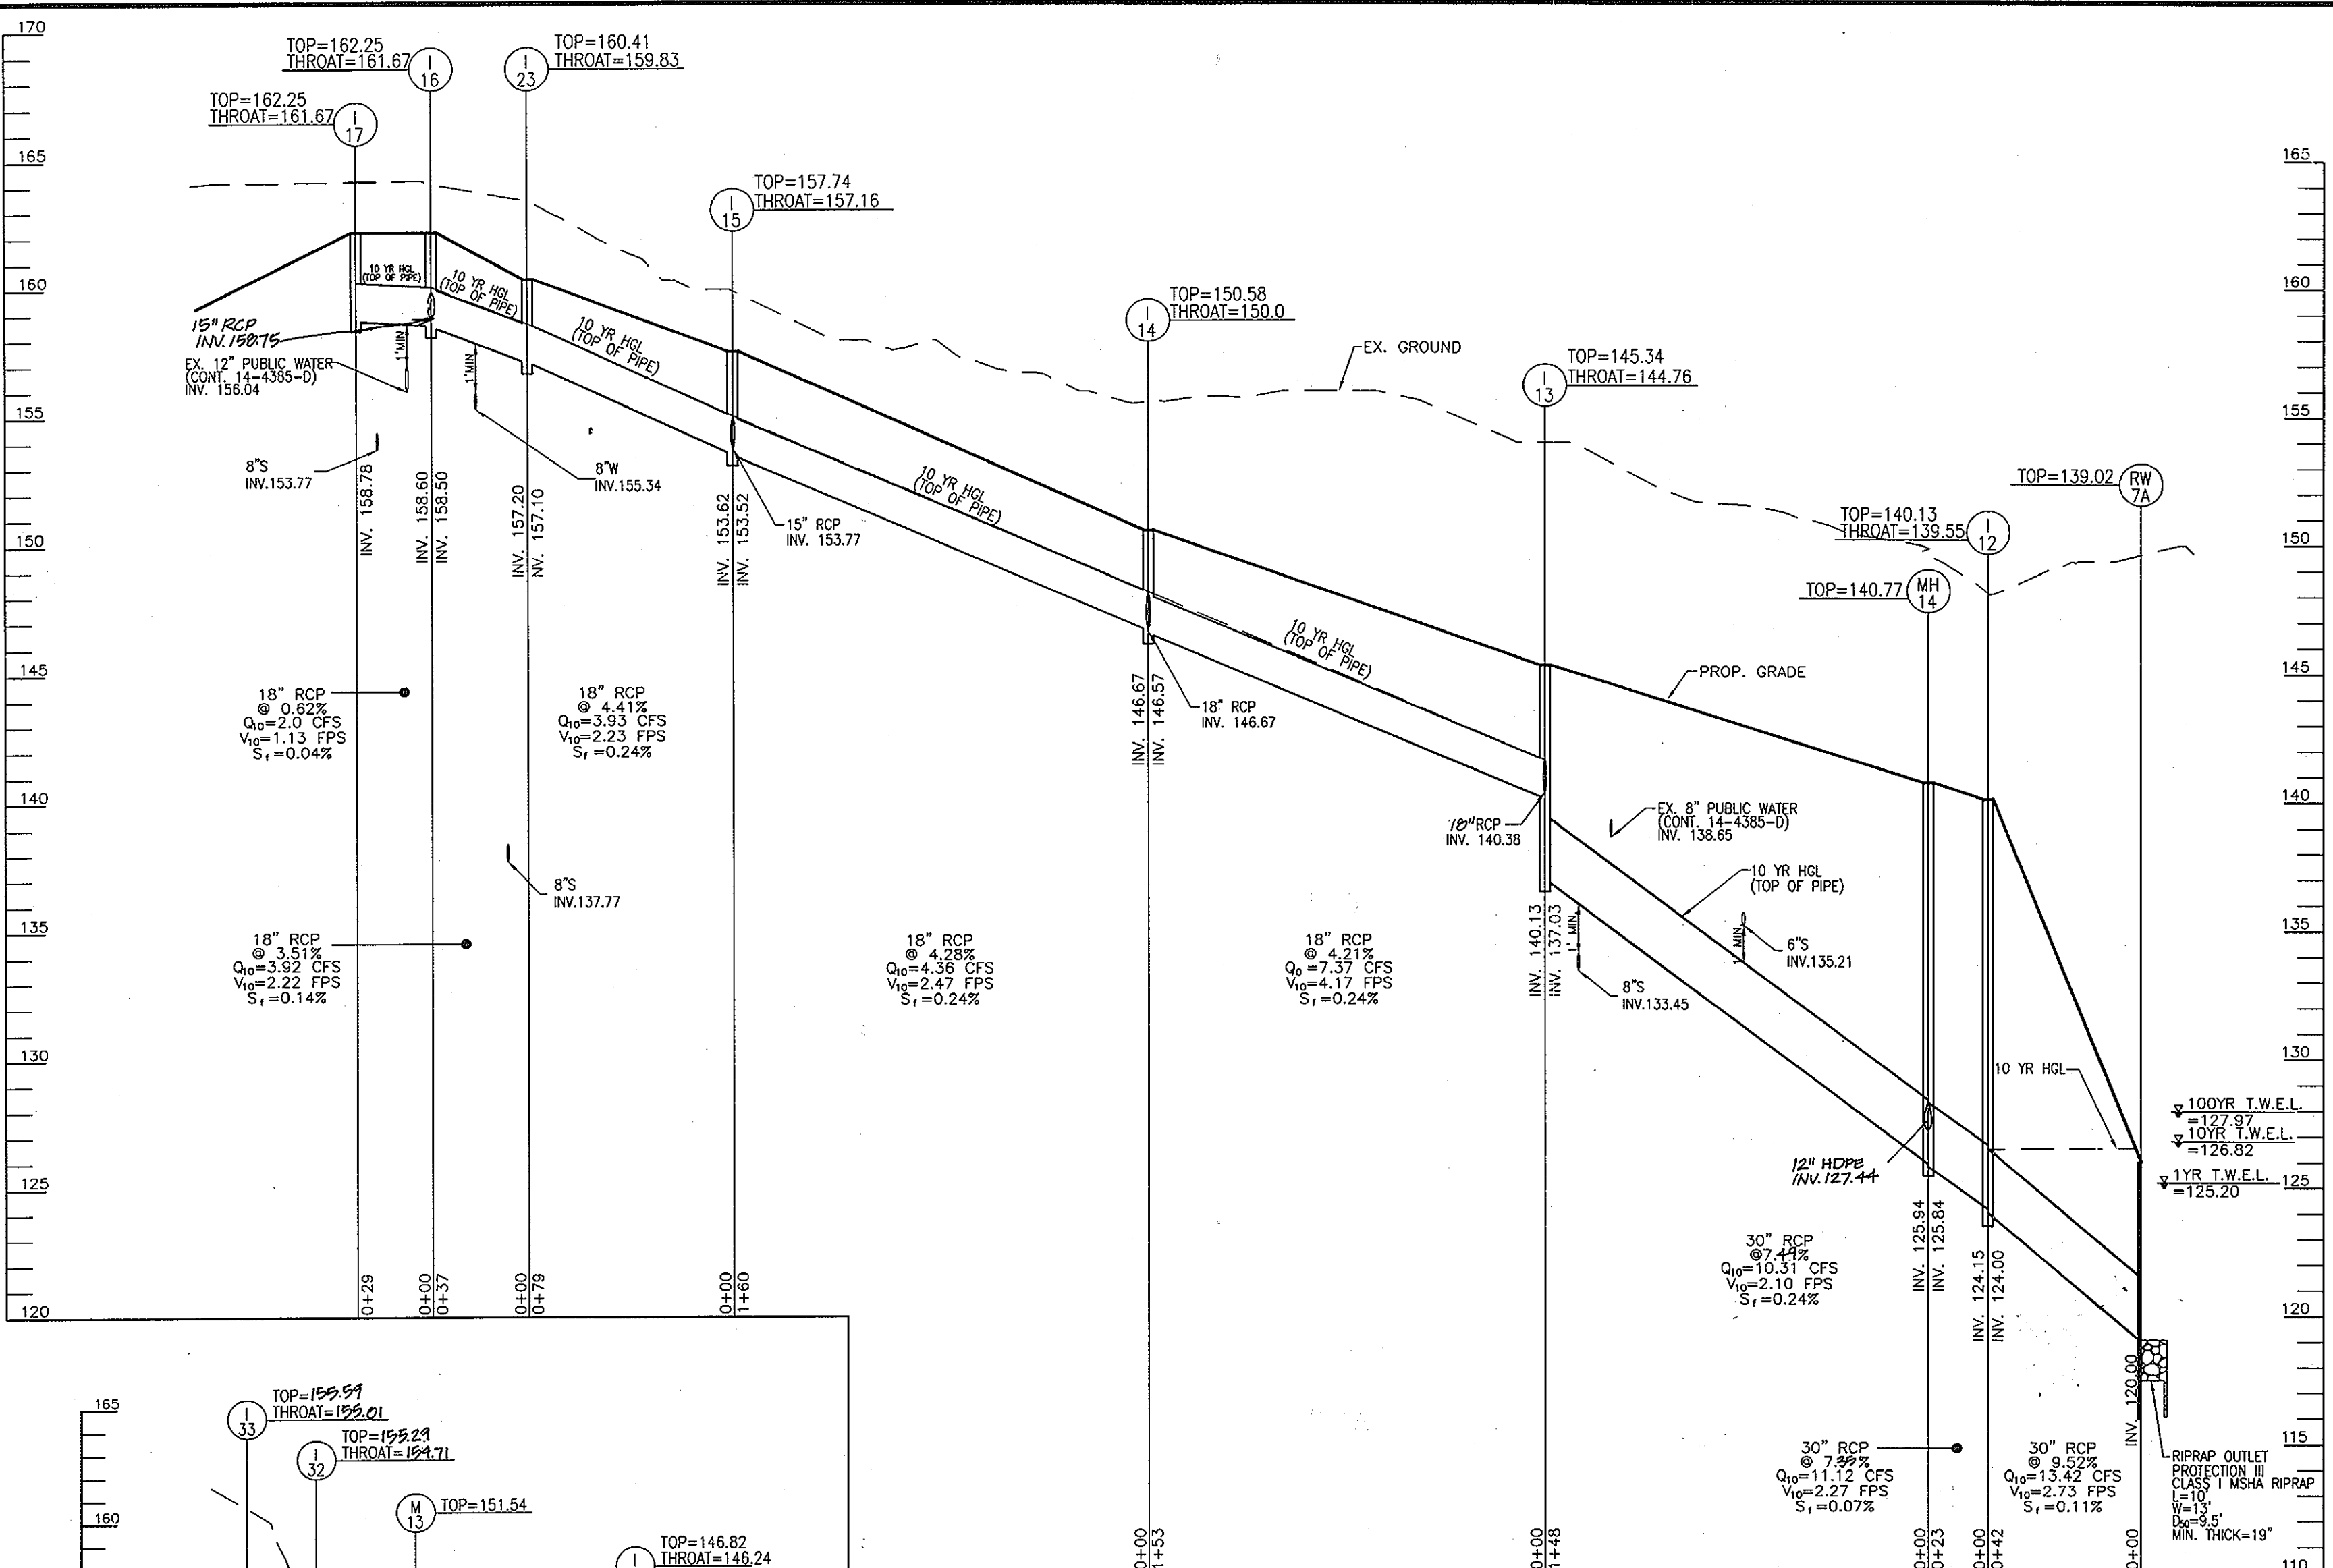 170
165
160
155
150
145
140
135
130
125
120
TOP=162.25
THROAT=161.67
I
16
TOP=162.25
THROAT=161.67
I
17
I
23
TOP=160.41
THROAT=159.83
I
15
TOP=157.74
THROAT=157.16
I
14
TOP=150.58
THROAT=150.0
I
13
TOP=145.34
THROAT=144.76
TOP=140.13
THROAT=139.55
I
12
TOP=140.77
MH
14
TOP=139.02
RW
7A
EX. GROUND
PROP. GRADE
10 YR HGL
(TOP OF PIPE)
10 YR HGL
(TOP OF PIPE)
10 YR HGL
(TOP OF PIPE)
10 YR HGL
(TOP OF PIPE)
10 YR HGL
(TOP OF PIPE)
10 YR HGL
(TOP OF PIPE)
10 YR HGL
15" RCP
INV. 158.75
EX. 12" PUBLIC WATER
(CONT. 14-4385-D)
INV. 156.04
1'MIN
1'MIN
8"S
INV.153.77
8"W
INV.155.34
15" RCP
INV. 153.77
18" RCP
INV. 146.67
18"RCP
INV. 140.38
EX. 8" PUBLIC WATER
(CONT. 14-4385-D)
INV. 138.65
6"S
INV.135.21
1' MIN
1' MIN
8"S
INV.133.45
8"S
INV.137.77
12" HDPE
INV.127.44
INV. 158.78
INV. 158.60
INV. 158.50
INV. 157.20
NV. 157.10
INV. 153.62
INV. 153.52
INV. 146.67
INV. 146.57
INV. 140.13
INV. 137.03
INV. 125.94
INV. 125.84
INV. 124.15
INV. 124.00
INV. 120.00
18" RCP
@ 0.62%
Q10=2.0 CFS
V10=1.13 FPS
Sf=0.04%
18" RCP
@ 4.41%
Q10=3.93 CFS
V10=2.23 FPS
Sf=0.24%
18" RCP
@ 3.51%
Q10=3.92 CFS
V10=2.22 FPS
Sf=0.14%
18" RCP
@ 4.28%
Q10=4.36 CFS
V10=2.47 FPS
Sf=0.24%
18" RCP
@ 4.21%
Q0=7.37 CFS
V10=4.17 FPS
Sf=0.24%
30" RCP
@7.49%
Q10=10.31 CFS
V10=2.10 FPS
Sf=0.24%
30" RCP
@ 7.35%
Q10=11.12 CFS
V10=2.27 FPS
Sf=0.07%
30" RCP
@ 9.52%
Q10=13.42 CFS
V10=2.73 FPS
Sf=0.11%
100YR T.W.E.L.
=127.97
10YR T.W.E.L.
=126.82
1YR T.W.E.L.
=125.20
RIPRAP OUTLET
PROTECTION III
CLASS I MSHA RIPRAP
L=10'
W=13'
D50=9.5'
MIN. THICK=19"
0+29
0+00
0+37
0+00
0+79
0+00
1+60
0+00
1+53
0+00
1+48
0+00
0+23
0+00
0+42
0+00
165
155
150
145
140
135
130
125
120
115
110
165
160
I
33
TOP=155.59
THROAT=155.01
I
32
TOP=155.29
THROAT=154.71
M
13
TOP=151.54
I
TOP=146.82
THROAT=146.24